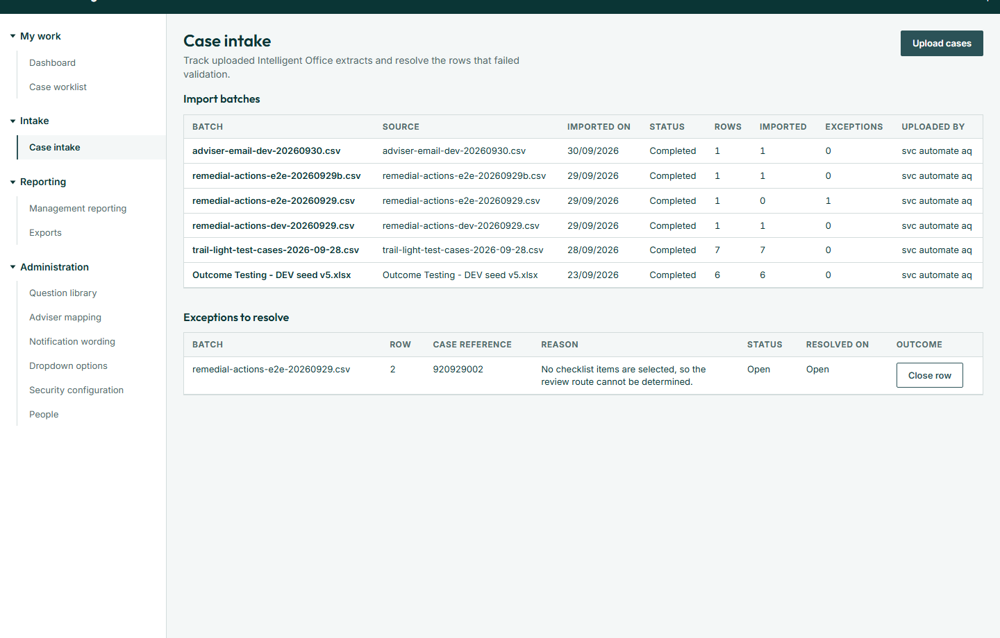 My work
Dashboard
Case worklist
Intake
Case intake
Reporting
Management reporting
Exports
Administration
Question library
Adviser mapping
Notification wording
Dropdown options
Security configuration
People
Case intake
Upload cases
Track uploaded Intelligent Office extracts and resolve the rows that failed
validation.
Import batches
BATCH SOURCE IMPORTED ON STATUS ROWS IMPORTED EXCEPTIONS UPLOADED BY
adviser-email-dev-20260930.csv adviser-email-dev-20260930.csv 30/09/2026 Completed 1 1 0 svc automate aq
remedial-actions-e2e-20260929b.csv remedial-actions-e2e-20260929b.csv 29/09/2026 Completed 1 1 0 svc automate aq
remedial-actions-e2e-20260929.csv remedial-actions-e2e-20260929.csv 29/09/2026 Completed 1 0 1 svc automate aq
remedial-actions-dev-20260929.csv remedial-actions-dev-20260929.csv 29/09/2026 Completed 1 1 0 svc automate aq
trail-light-test-cases-2026-09-28.csv trail-light-test-cases-2026-09-28.csv 28/09/2026 Completed 7 7 0 svc automate aq
Outcome Testing - DEV seed v5.xlsx Outcome Testing - DEV seed v5.xlsx 23/09/2026 Completed 6 6 0 svc automate aq
Exceptions to resolve
BATCH ROW CASE REFERENCE REASON STATUS RESOLVED ON OUTCOME
remedial-actions-e2e-20260929.csv 2 920929002 No checklist items are selected, so the Open Open Close row
review route cannot be determined.